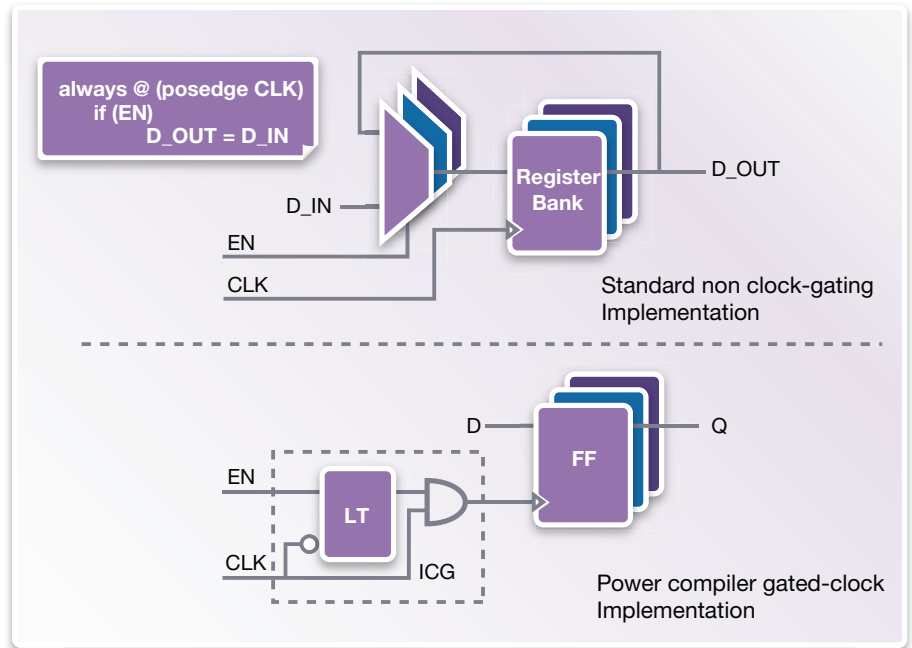 always @ (posedge CLK)
if (EN)
D_OUT = D_IN
D_IN
EN
CLK
Register
Bank
D_OUT
Standard non clock-gating
Implementation
D
FF
Q
EN
LT
CLK
ICG
Power compiler gated-clock
Implementation